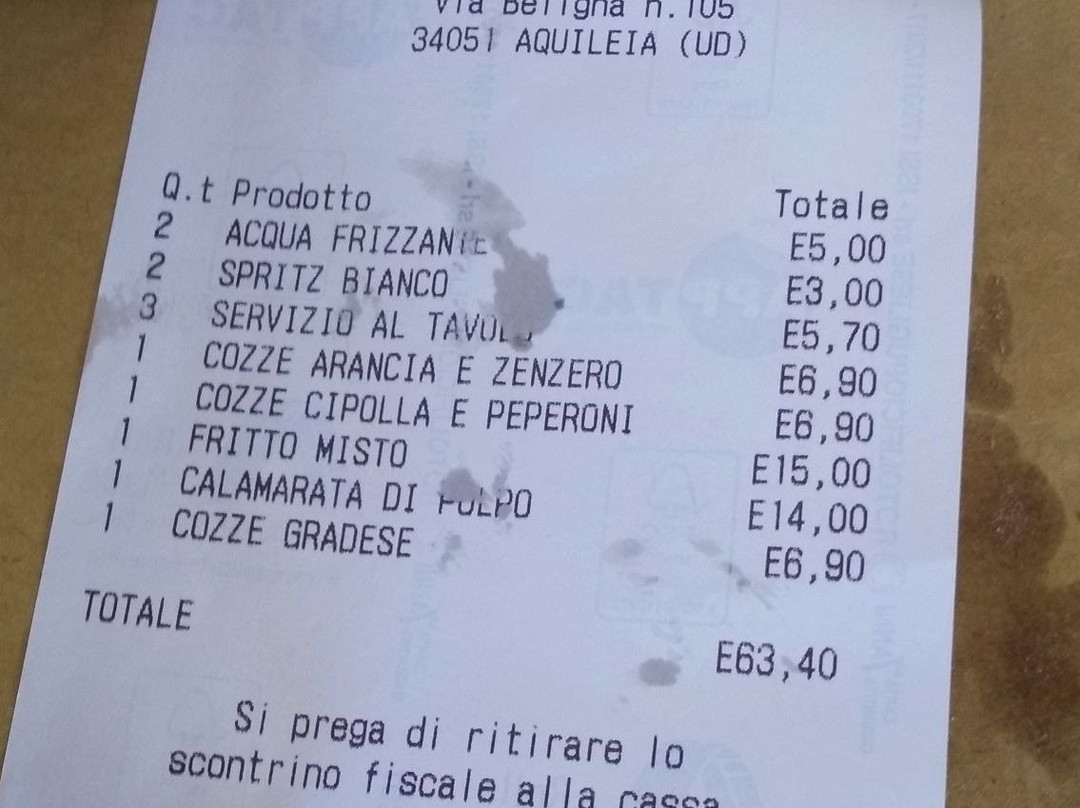 Via Beligna n.105
34051 AQUILEIA (UD)
Q.t Prodotto Totale
2 ACQUA FRIZZANTE E5,00
2 SPRITZ BIANCO E3,00
3 SERVIZIO AL TAVOLO E5,70
1 COZZE ARANCIA E ZENZERO E6,90
1 COZZE CIPOLLA E PEPERONI E6,90
1 FRITTO MISTO E15,00
1 CALAMARATA DI POLPO E14,00
1 COZZE GRADESE E6,90
TOTALE
E63,40
Si prega di ritirare lo
scontrino fiscale alla cassa